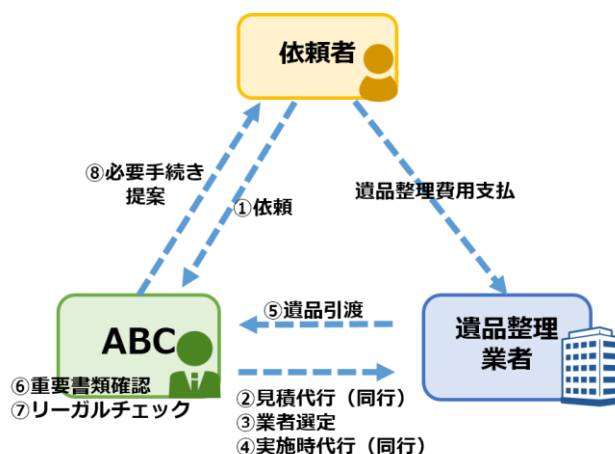 依頼者
⑧必要手続き
提案
①依頼
遺品整理費用支払
⑤遺品引渡
ABC
遺品整理
業者
⑥重要書類確認
⑦リーガルチェック
②見積代行（同行）
③業者選定
④実施時代行（同行）